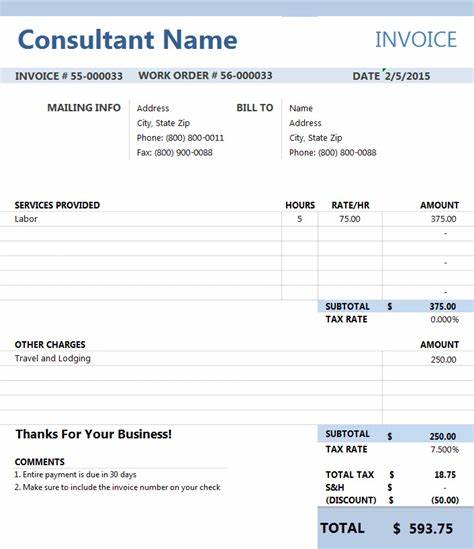 Consultant Name INVOICE
INVOICE # 55-000033 WORK ORDER # 56-000033 DATE 2/5/2015
MAILING INFO Address BILL TO Name
City, State Zip Address
Phone: (800) 800-0011 City, State Zip
Fax: (800) 900-0088 Phone: (800) 800-0088
SERVICES PROVIDED HOURS RATE/HR AMOUNT
Labor 5 75.00 375.00
-
-
-
-
SUBTOTAL $ 375.00
TAX RATE 0.000%
OTHER CHARGES AMOUNT
Travel and Lodging 250.00
Thanks For Your Business! SUBTOTAL $ 250.00
TAX RATE 7.500%
COMMENTS
1. Entire payment is due in 30 days TOTAL TAX $ 18.75
2. Make sure to include the invoice number on your check S&H -
(DISCOUNT) $ (50.00)
TOTAL $ 593.75